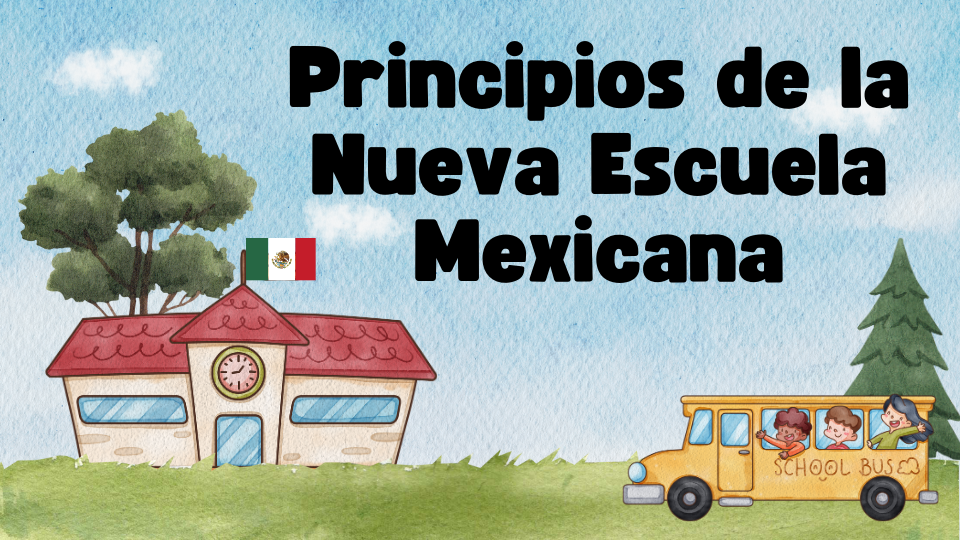 Principios de la
Nueva Escuela
Mexicana
SCHOOL BUS